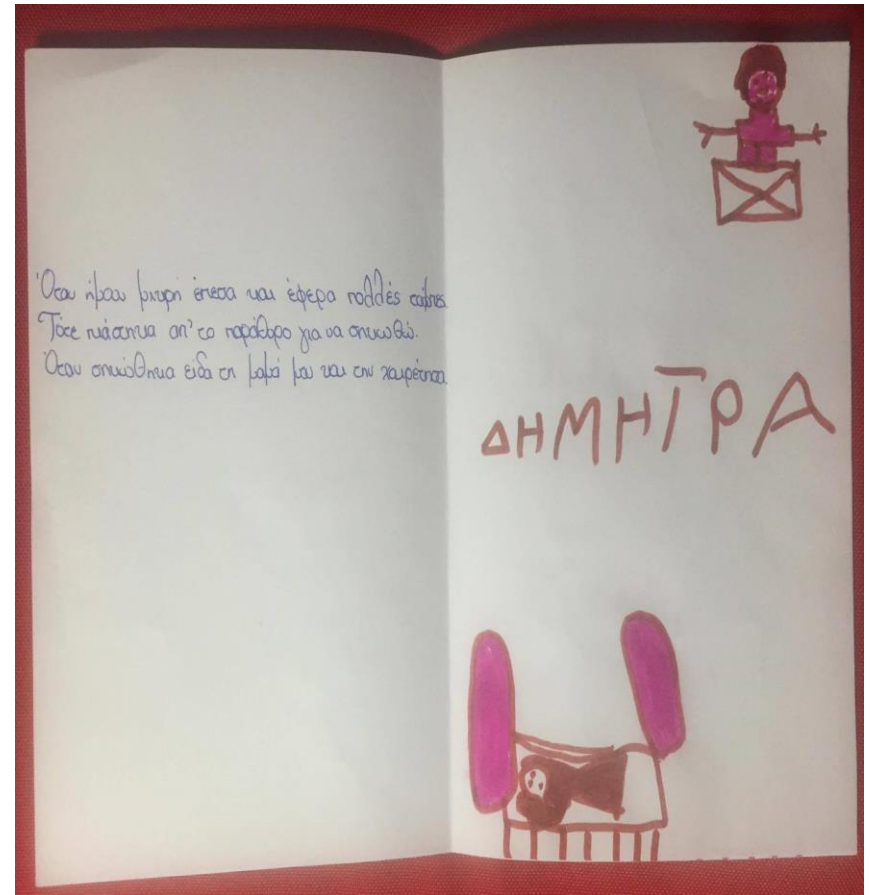 Όταν ήμουν μικρή έπεσα και έφερα πολλές τούμπες.
Τότε πιάστηκα απ' το παράθυρο για να σηκωθώ.
Όταν σηκώθηκα είδα τη μαμά μου και την χαιρέτησα.
ΔΗΜΗΤΡΑ